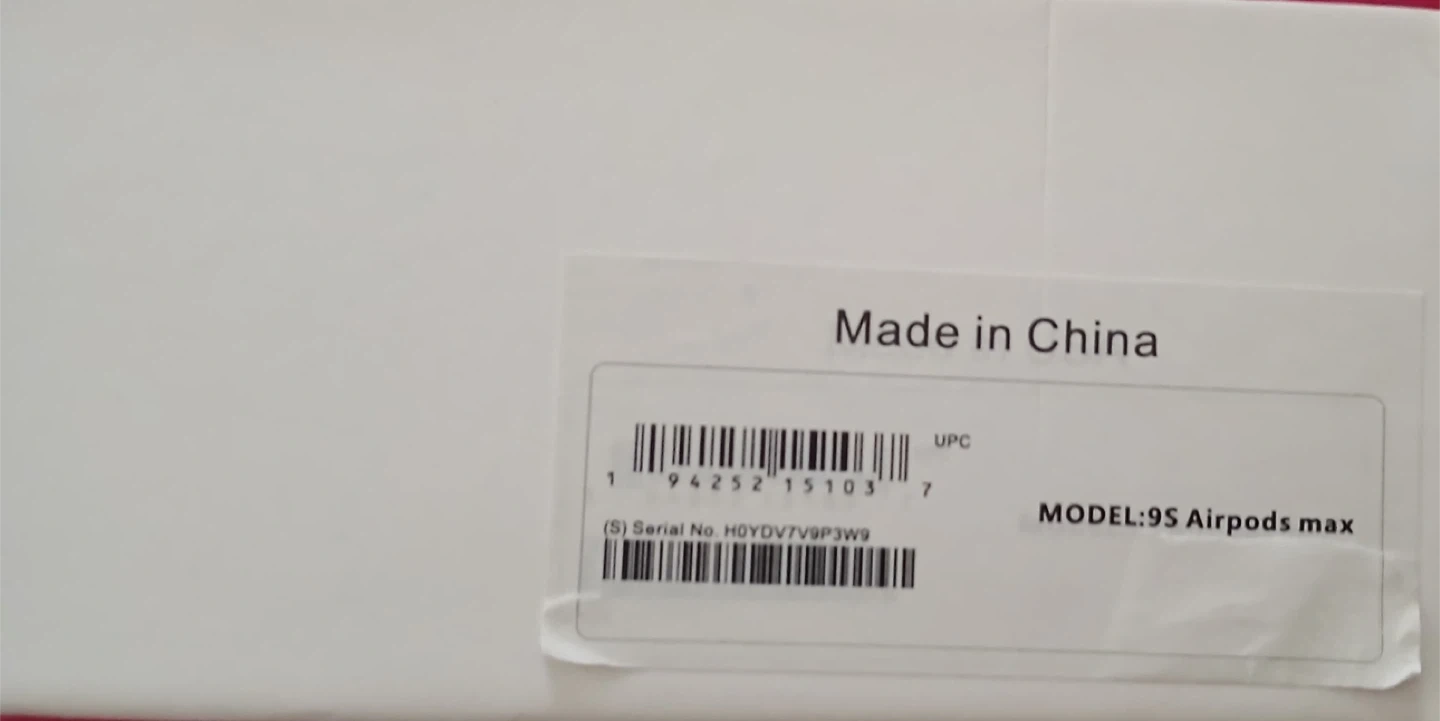 Made in China
UPC
1 94252 15103 7
MODEL:9S Airpods max
(S) Serial No. H0YDV7V9P3W9